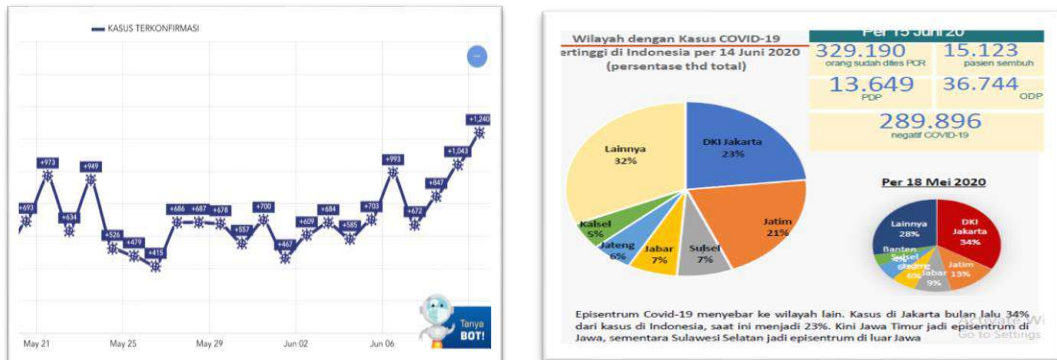 KASUS TERKONFIRMASI
+693
+973
+634
+949
+526
+479
+415
+686
+687
+678
+557
+700
+467
+609
+684
+585
+703
+993
+672
+847
+1,043
+1,240
May 21
May 25
May 29
Jun 02
Jun 06
Tanya
BOT!
Wilayah dengan Kasus COVID-19
ertinggi di Indonesia per 14 Juni 2020
(persentase thd total)
Per 15 Juni 20
329.190
orang sudah dites PCR
15.123
pasien sembuh
13.649
PDP
36.744
ODP
289.896
negatif COVID-19
Lainnya
32%
DKI Jakarta
23%
Jatim
21%
Sulsel
7%
Jabar
7%
Jateng
6%
Kalsel
5%
Per 18 Mei 2020
Lainnya
28%
DKI
Jakarta
34%
Jatim
13%
Jabar
9%
6%
Sulsel
Banten
Episentrum Covid-19 menyebar ke wilayah lain. Kasus di Jakarta bulan lalu 34%
dari kasus di Indonesia, saat ini menjadi 23%. Kini Jawa Timur jadi episentrum di
Jawa, sementara Sulawesi Selatan jadi episentrum di luar Jawa
Activate Wi
Go to Settings